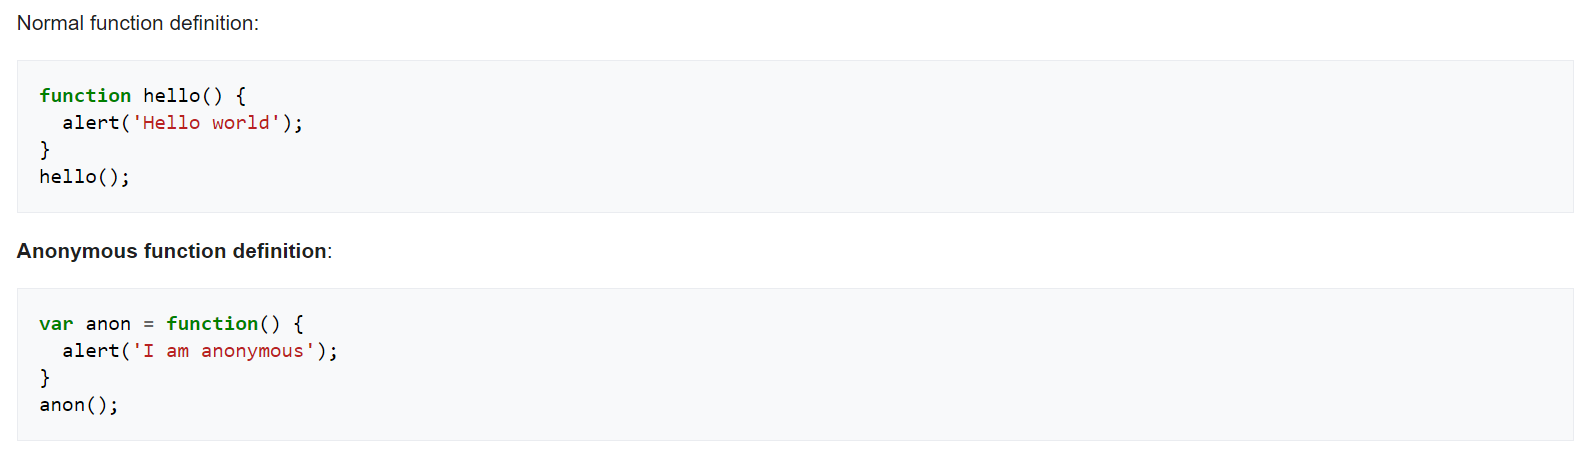 Normal function definition:
function hello() {
  alert('Hello world');
}
hello();
Anonymous function definition:
var anon = function() {
  alert('I am anonymous');
}
anon();